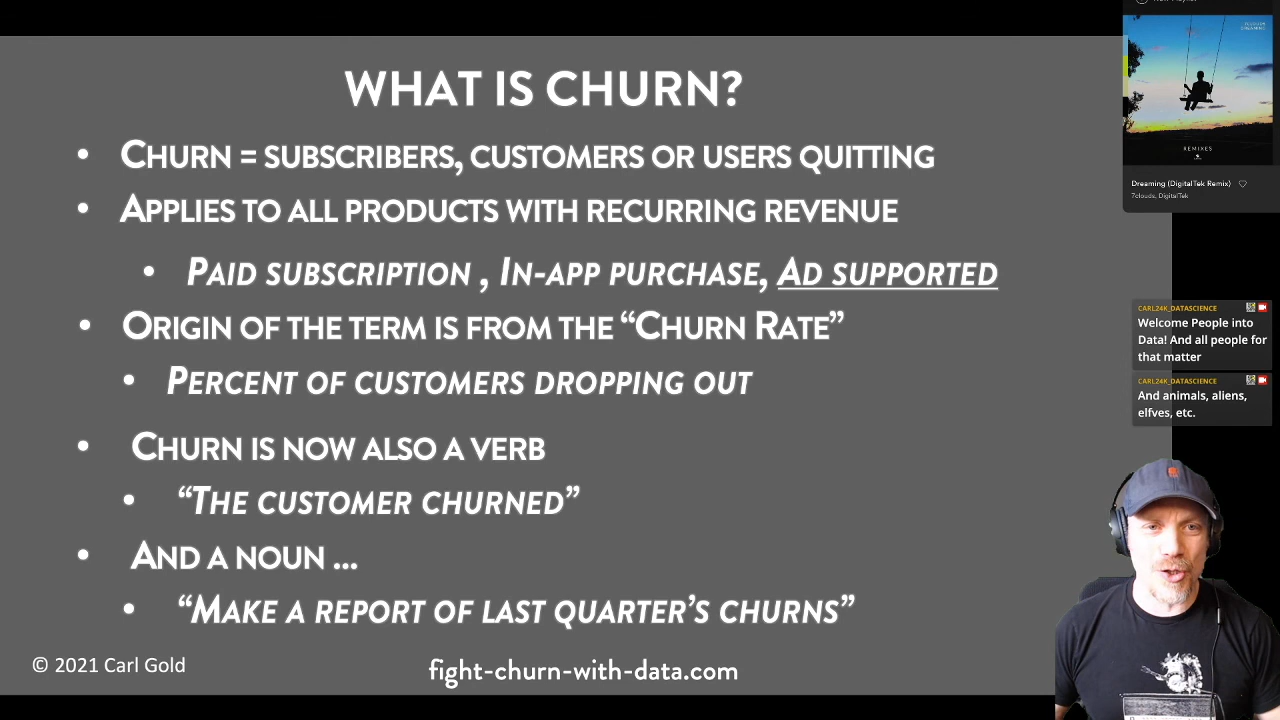 WHAT IS CHURN?
• CHURN = SUBSCRIBERS, CUSTOMERS OR USERS QUITTING
• APPLIES TO ALL PRODUCTS WITH RECURRING REVENUE
• PAID SUBSCRIPTION , IN-APP PURCHASE, AD SUPPORTED
• ORIGIN OF THE TERM IS FROM THE “CHURN RATE”
• PERCENT OF CUSTOMERS DROPPING OUT
• CHURN IS NOW ALSO A VERB
• “THE CUSTOMER CHURNED”
• AND A NOUN ...
• “MAKE A REPORT OF LAST QUARTER’S CHURNS”
© 2021 Carl Gold
fight-churn-with-data.com
REMIXES
Dreaming (DigitalTek Remix)
7clouds, DigitalTek
CARL24K_DATASCIENCE
Welcome People into
Data! And all people for
that matter
CARL24K_DATASCIENCE
And animals, aliens,
elfves, etc.